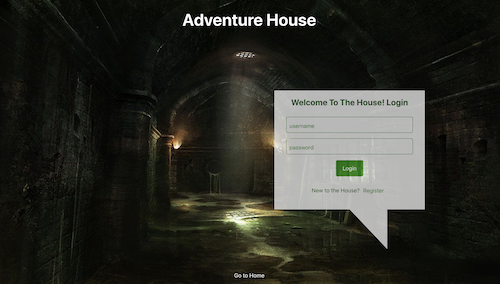 Adventure House
Welcome To The House! Login
username
password
Login
New to the House? Register
Go to Home